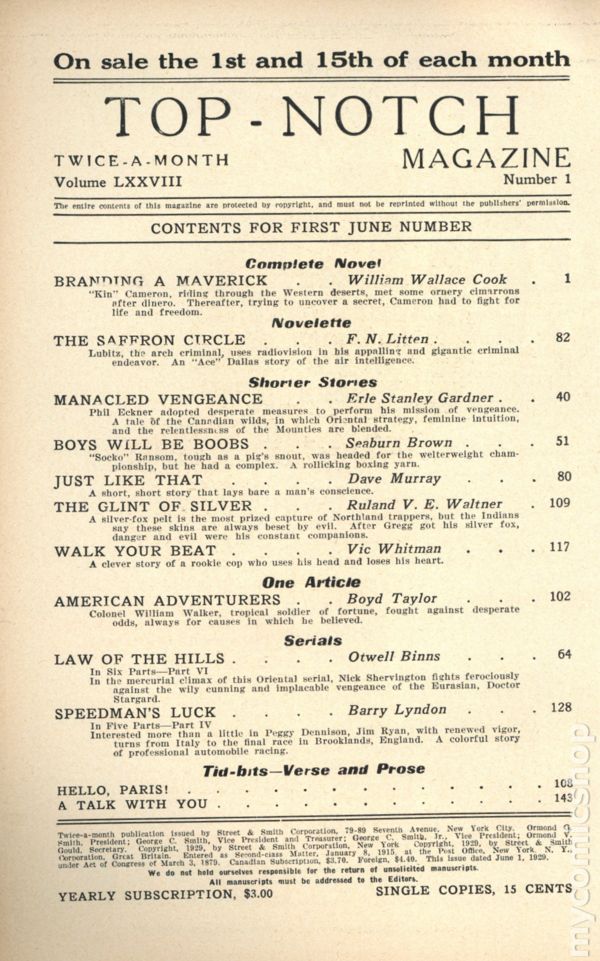 On sale the 1st and 15th of each month
TOP-NOTCH
TWICE-A-MONTH MAGAZINE
Volume LXXVIII Number 1
The entire contents of this magazine are protected by copyright, and must not be reprinted without the publishers' permission.
CONTENTS FOR FIRST JUNE NUMBER
Complete Novel
BRANDING A MAVERICK . . William Wallace Cook . 1
"Kin" Cameron, riding through the Western deserts, met some ornery cimarrons
after dinero. Thereafter, trying to uncover a secret, Cameron had to fight for
life and freedom.
Novelette
THE SAFFRON CIRCLE . . . F. N. Litten . . . . 82
Lubitz, the arch criminal, uses radiovision in his appalling and gigantic criminal
endeavor. An "Ace" Dallas story of the air intelligence.
Shorter Stories
MANACLED VENGEANCE . . Erle Stanley Gardner . . 40
Phil Eckner adopted desperate measures to perform his mission of vengeance.
A tale of the Canadian wilds, in which Oriental strategy, feminine intuition,
and the relentlessness of the Mounties are blended.
BOYS WILL BE BOOBS . . . Seaburn Brown . . . 51
"Socko" Ransom, tough as a pig's snout, was headed for the welterweight cham-
pionship, but he had a complex. A rollicking boxing yarn.
JUST LIKE THAT . . . . Dave Murray . . . 80
A short, short story that lays bare a man's conscience.
THE GLINT OF SILVER . . . Ruland V. E. Waltner . 109
A silver-fox pelt is the most prized capture of Northland trappers, but the Indians
say these skins are always beset by evil. After Gregg got his silver fox,
danger and evil were his constant companions.
WALK YOUR BEAT . . . . Vic Whitman . . . 117
A clever story of a rookie cop who uses his head and loses his heart.
One Article
AMERICAN ADVENTURERS . . Boyd Taylor . . . 102
Colonel William Walker, tropical soldier of fortune, fought against desperate
odds, always for causes in which he believed.
Serials
LAW OF THE HILLS . . . . Otwell Binns . . . 64
In Six Parts—Part VI
In the mercurial climax of this Oriental serial, Nick Shervington fights ferociously
against the wily cunning and implacable vengeance of the Eurasian, Doctor
Stargard.
SPEEDMAN'S LUCK . . . . Barry Lyndon . . . 128
In Five Parts—Part IV
Interested more than a little in Peggy Dennison, Jim Ryan, with renewed vigor,
turns from Italy to the final race in Brooklands, England. A colorful story
of professional automobile racing.
Tid-bits—Verse and Prose
HELLO, PARIS! . . . . . . . . . . . . 108
A TALK WITH YOU . . . . . . . . . . . 143
Twice-a-month publication issued by Street & Smith Corporation, 79-89 Seventh Avenue, New York City. Ormond G.
Smith, President; George C. Smith, Vice President and Treasurer; George C. Smith, Jr., Vice President; Ormond V.
Gould, Secretary. Copyright, 1929, by Street & Smith Corporation, New York. Copyright, 1929, by Street & Smith
Corporation, Great Britain. Entered as Second-class Matter, January 8, 1915, at the Post Office, New York, N. Y.,
under Act of Congress of March 3, 1879. Canadian Subscription, $3.70. Foreign, $4.40. This issue dated June 1, 1929.
We do not hold ourselves responsible for the return of unsolicited manuscripts.
All manuscripts must be addressed to the Editors.
YEARLY SUBSCRIPTION, $3.00 SINGLE COPIES, 15 CENTS
mycomicshop